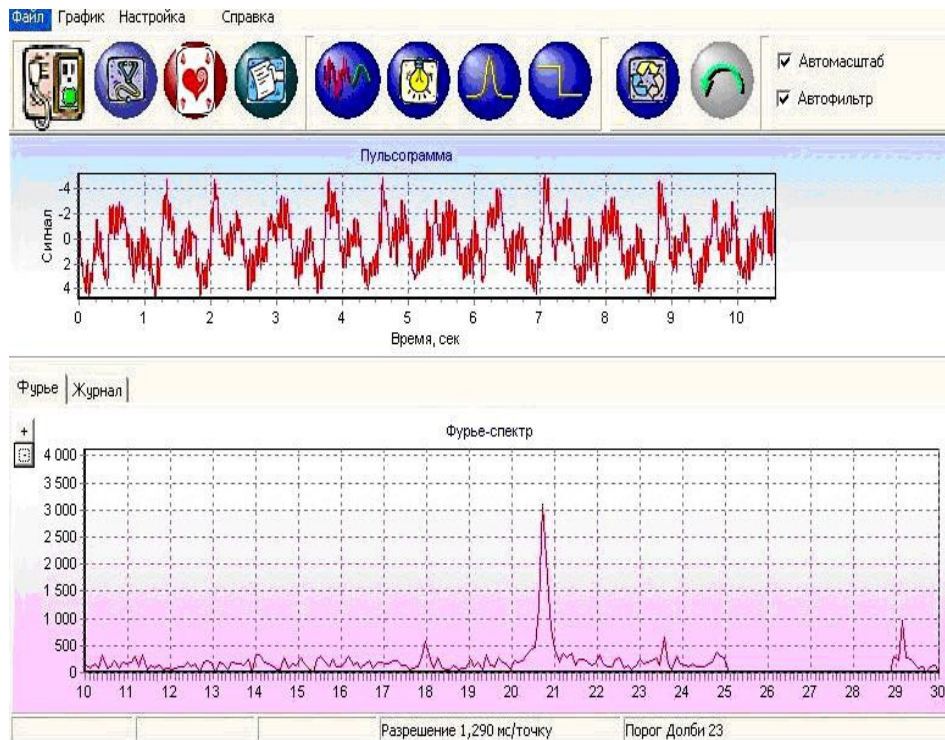 Файл График Настройка Справка
Автомасштаб
Автофильтр
Пульсограмма
Сигнал
-4
-2
0
2
4
0 1 2 3 4 5 6 7 8 9 10
Время, сек
Фурье Журнал
+
-
Фурье-спектр
4 000
3 500
3 000
2 500
2 000
1 500
1 000
500
0
10 11 12 13 14 15 16 17 18 19 20 21 22 23 24 25 26 27 28 29 30
Разрешение 1,290 мс/точку Порог Долби 23